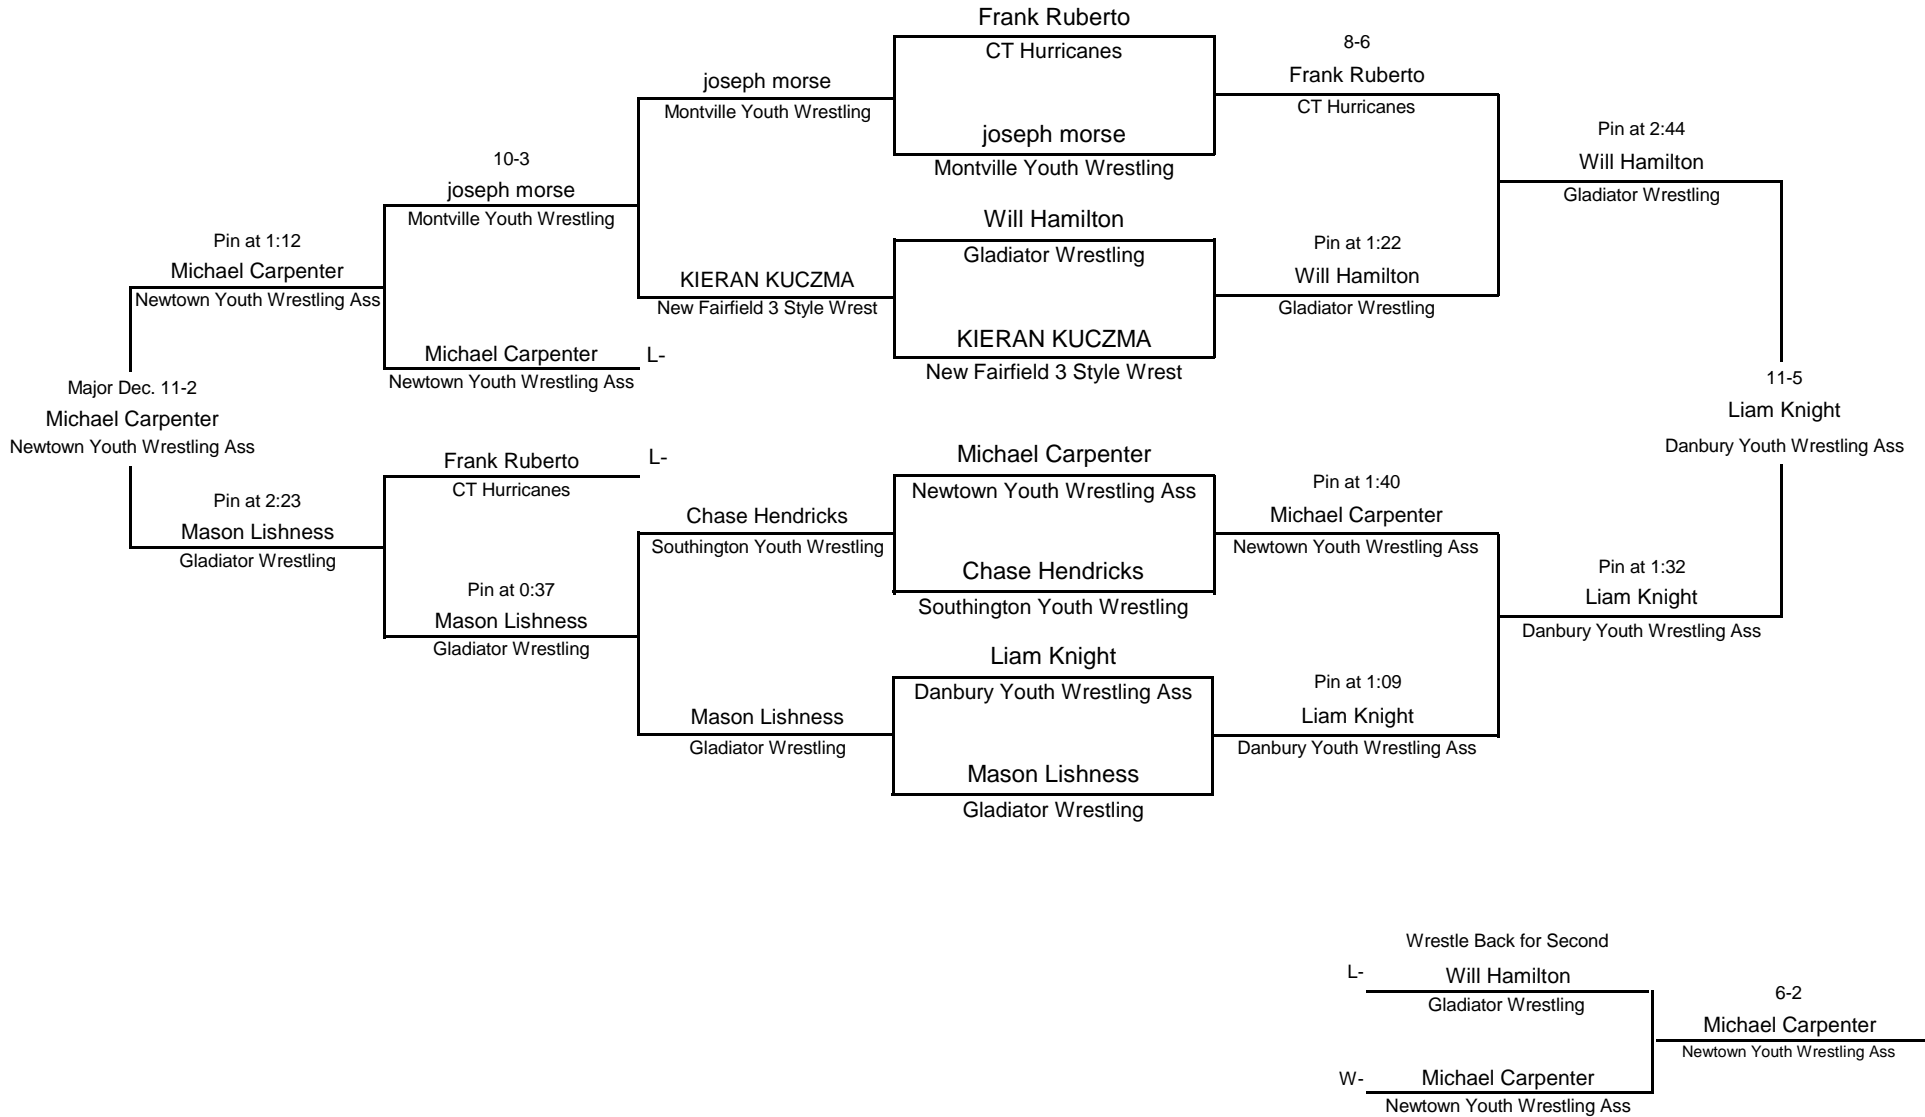 Frank Ruberto
CT Hurricanes
8-6
joseph morse
Frank Ruberto
Montville Youth Wrestling
CT Hurricanes
Pin at 2:44
joseph morse
10-3
Will Hamilton
Montville Youth Wrestling
joseph morse
Gladiator Wrestling
Montville Youth Wrestling
Will Hamilton
Pin at 1:12
Pin at 1:22
Gladiator Wrestling
Michael Carpenter
KIERAN KUCZMA
Will Hamilton
Newtown Youth Wrestling Ass
New Fairfield 3 Style Wrest
Gladiator Wrestling
KIERAN KUCZMA
Michael Carpenter
L-
New Fairfield 3 Style Wrest
Newtown Youth Wrestling Ass
Major Dec. 11-2
11-5
Michael Carpenter
Liam Knight
Newtown Youth Wrestling Ass
Danbury Youth Wrestling Ass
Michael Carpenter
Frank Ruberto
L-
CT Hurricanes
Newtown Youth Wrestling Ass
Pin at 1:40
Pin at 2:23
Chase Hendricks
Michael Carpenter
Mason Lishness
Southington Youth Wrestling
Newtown Youth Wrestling Ass
Gladiator Wrestling
Chase Hendricks
Pin at 1:32
Pin at 0:37
Liam Knight
Southington Youth Wrestling
Mason Lishness
Danbury Youth Wrestling Ass
Gladiator Wrestling
Liam Knight
Pin at 1:09
Danbury Youth Wrestling Ass
Mason Lishness
Liam Knight
Gladiator Wrestling
Danbury Youth Wrestling Ass
Mason Lishness
Gladiator Wrestling
Wrestle Back for Second
L-
Will Hamilton
6-2
Gladiator Wrestling
Michael Carpenter
Newtown Youth Wrestling Ass
W-
Michael Carpenter
Newtown Youth Wrestling Ass